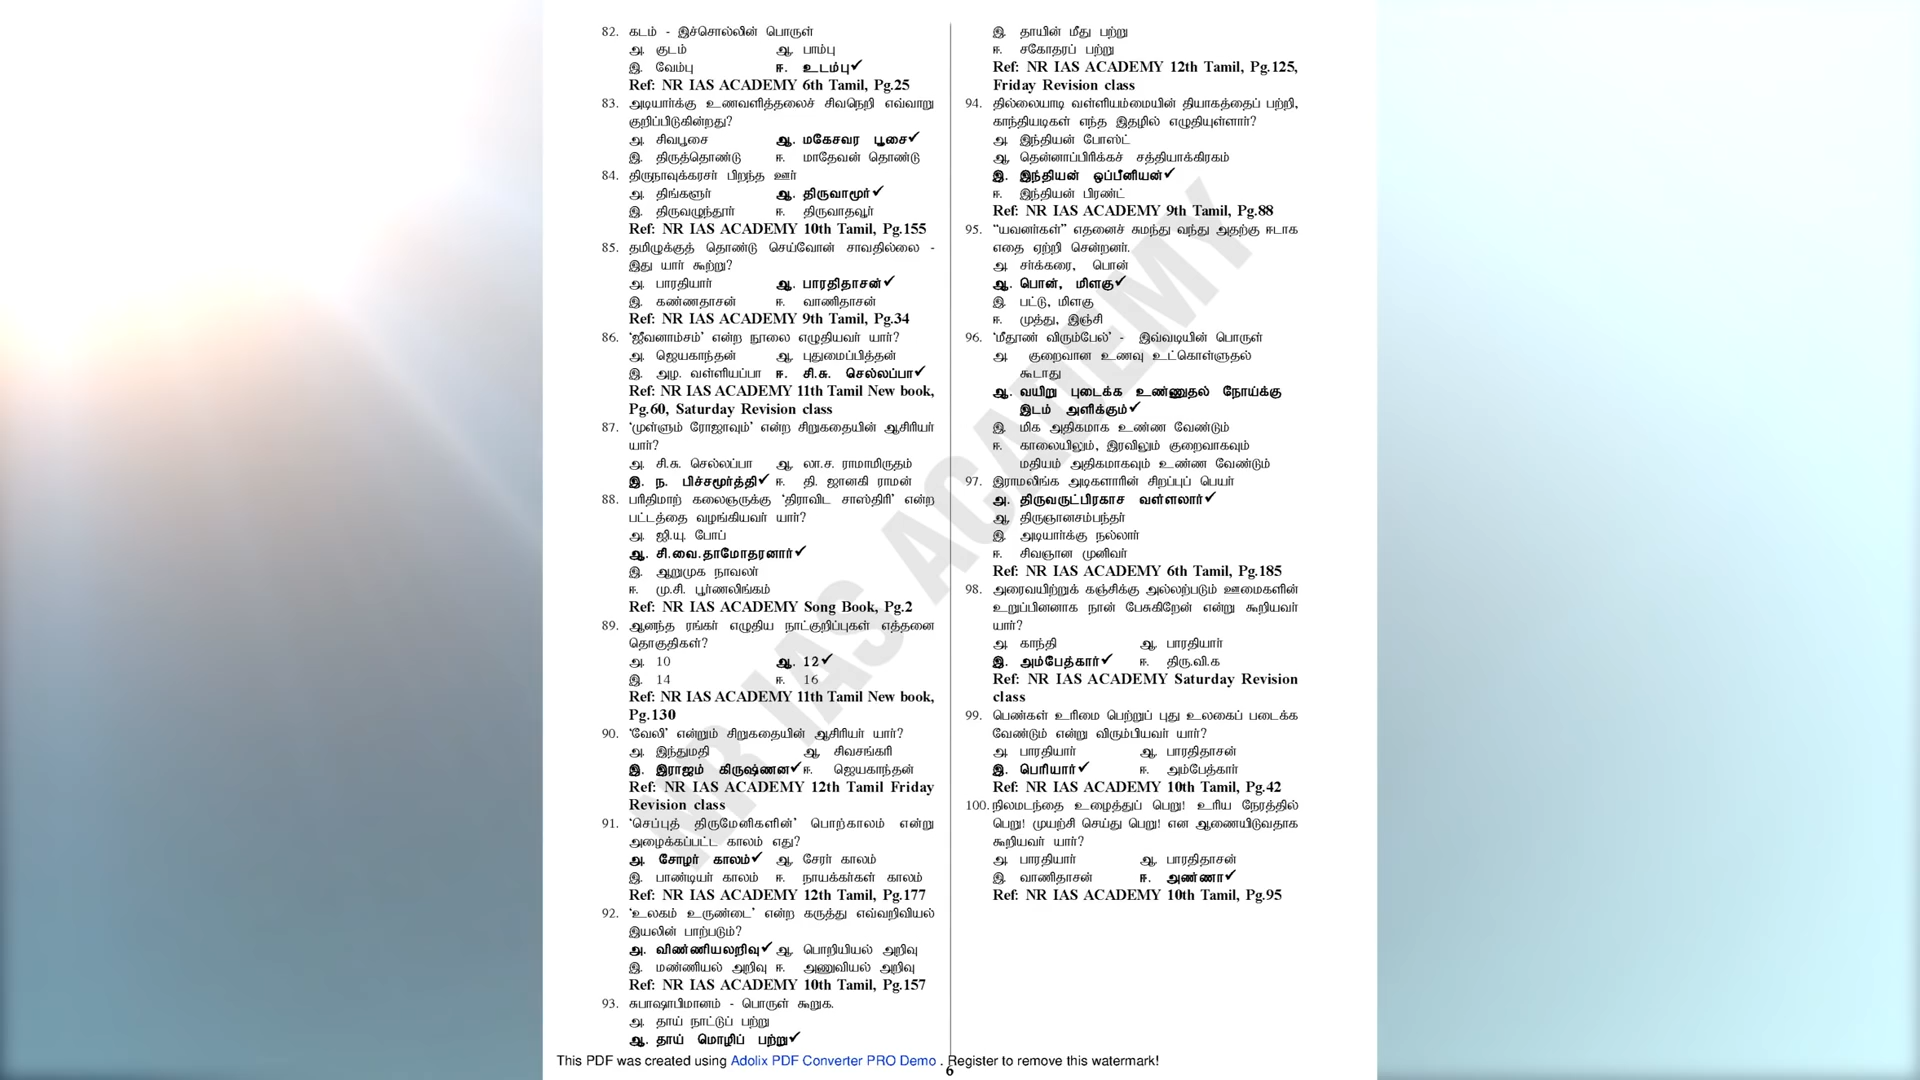 82. கடம் - இச்சொல்லின் பொருள்
அ. குடம் ஆ. பாம்பு
இ. வேம்பு ஈ. உடம்பு✓
Ref: NR IAS ACADEMY 6th Tamil, Pg.25
83. அடியார்க்கு உணவளித்தலைச் சிவநெறி எவ்வாறு
குறிப்பிடுகின்றது?
அ. சிவபூசை ஆ. மகேசுவர பூசை✓
இ. திருத்தொண்டு ஈ. மாதேவன் தொண்டு
84. திருநாவுக்கரசர் பிறந்த ஊர்
அ. திங்களூர் ஆ. திருவாமூர்✓
இ. திருவழுந்தூர் ஈ. திருவாதவூர்
Ref: NR IAS ACADEMY 10th Tamil, Pg.155
85. தமிழுக்குத் தொண்டு செய்வோன் சாவதில்லை -
இது யார் கூற்று?
அ. பாரதியார் ஆ. பாரதிதாசன்✓
இ. கண்ணதாசன் ஈ. வாணிதாசன்
Ref: NR IAS ACADEMY 9th Tamil, Pg.34
86. 'ஜீவனாம்சம்' என்ற நூலை எழுதியவர் யார்?
அ. ஜெயகாந்தன் ஆ. புதுமைப்பித்தன்
இ. அழ. வள்ளியப்பா ஈ. சி.சு. செல்லப்பா✓
Ref: NR IAS ACADEMY 11th Tamil New book,
Pg.60, Saturday Revision class
87. 'முள்ளும் ரோஜாவும்' என்ற சிறுகதையின் ஆசிரியர்
யார்?
அ. சி.சு. செல்லப்பா ஆ. லா.ச. ராமாமிருதம்
இ. ந. பிச்சமூர்த்தி✓ ஈ. தி. ஜானகி ராமன்
88. பரிதிமாற் கலைஞருக்கு 'திராவிட சாஸ்திரி' என்ற
பட்டத்தை வழங்கியவர் யார்?
அ. ஜி.யு. போப்
ஆ. சி.வை.தாமோதரனார்✓
இ. ஆறுமுக நாவலர்
ஈ. மு.சி. பூர்ணலிங்கம்
Ref: NR IAS ACADEMY Song Book, Pg.2
89. ஆனந்த ரங்கர் எழுதிய நாட்குறிப்புகள் எத்தனை
தொகுதிகள்?
அ. 10 ஆ. 12✓
இ. 14 ஈ. 16
Ref: NR IAS ACADEMY 11th Tamil New book,
Pg.130
90. 'வேலி' என்றும் சிறுகதையின் ஆசிரியர் யார்?
அ. இந்துமதி ஆ. சிவசங்கரி
இ. இராஜம் கிருஷ்ணன✓ ஈ. ஜெயகாந்தன்
Ref: NR IAS ACADEMY 12th Tamil Friday
Revision class
91. 'செப்புத் திருமேனிகளின்' பொற்காலம் என்று
அழைக்கப்பட்ட காலம் எது?
அ. சோழர் காலம்✓ ஆ. சேரர் காலம்
இ. பாண்டியர் காலம் ஈ. நாயக்கர்கள் காலம்
Ref: NR IAS ACADEMY 12th Tamil, Pg.177
92. 'உலகம் உருண்டை' என்ற கருத்து எவ்வறிவியல்
இயலின் பாற்படும்?
அ. விண்ணியலறிவு✓ ஆ. பொறியியல் அறிவு
இ. மண்ணியல் அறிவு ஈ. அணுவியல் அறிவு
Ref: NR IAS ACADEMY 10th Tamil, Pg.157
93. சுபாஷாபிமானம் - பொருள் கூறுக.
அ. தாய் நாட்டுப் பற்று
ஆ. தாய் மொழிப் பற்று✓
இ. தாயின் மீது பற்று
ஈ. சகோதரப் பற்று
Ref: NR IAS ACADEMY 12th Tamil, Pg.125,
Friday Revision class
94. தில்லையாடி வள்ளியம்மையின் தியாகத்தைப் பற்றி,
காந்தியடிகள் எந்த இதழில் எழுதியுள்ளார்?
அ. இந்தியன் போஸ்ட்
ஆ. தென்னாப்பிரிக்கச் சத்தியாக்கிரகம்
இ. இந்தியன் ஒப்பீனியன்✓
ஈ. இந்தியன் பிரண்ட்
Ref: NR IAS ACADEMY 9th Tamil, Pg.88
95. "யவனர்கள்" எதனைச் சுமந்து வந்து அதற்கு ஈடாக
எதை ஏற்றி சென்றனர்.
அ. சர்க்கரை, பொன்
ஆ. பொன், மிளகு✓
இ. பட்டு, மிளகு
ஈ. முத்து, இஞ்சி
96. 'மீதூண் விரும்பேல்' - இவ்வடியின் பொருள்
அ. குறைவான உணவு உட்கொள்ளுதல்
கூடாது
ஆ. வயிறு புடைக்க உண்ணுதல் நோய்க்கு
இடம் அளிக்கும்✓
இ. மிக அதிகமாக உண்ண வேண்டும்
ஈ. காலையிலும், இரவிலும் குறைவாகவும்
மதியம் அதிகமாகவும் உண்ண வேண்டும்
97. இராமலிங்க அடிகளாரின் சிறப்புப் பெயர்
அ. திருவருட்பிரகாச வள்ளலார்✓
ஆ. திருஞானசம்பந்தர்
இ. அடியார்க்கு நல்லார்
ஈ. சிவஞான முனிவர்
Ref: NR IAS ACADEMY 6th Tamil, Pg.185
98. அரைவயிற்றுக் கஞ்சிக்கு அல்லற்படும் ஊமைகளின்
உறுப்பினனாக நான் பேசுகிறேன் என்று கூறியவர்
யார்?
அ. காந்தி ஆ. பாரதியார்
இ. அம்பேத்கார்✓ ஈ. திரு.வி.க
Ref: NR IAS ACADEMY Saturday Revision
class
99. பெண்கள் உரிமை பெற்றுப் புது உலகைப் படைக்க
வேண்டும் என்று விரும்பியவர் யார்?
அ. பாரதியார் ஆ. பாரதிதாசன்
இ. பெரியார்✓ ஈ. அம்பேத்கார்
Ref: NR IAS ACADEMY 10th Tamil, Pg.42
100. நிலமடந்தை உழைத்துப் பெறு! உரிய நேரத்தில்
பெறு! முயற்சி செய்து பெறு! என ஆணையிடுவதாக
கூறியவர் யார்?
அ. பாரதியார் ஆ. பாரதிதாசன்
இ. வாணிதாசன் ஈ. அண்ணா✓
Ref: NR IAS ACADEMY 10th Tamil, Pg.95
NR IAS ACADEMY
This PDF was created using Adolix PDF Converter PRO Demo . Register to remove this watermark!
6